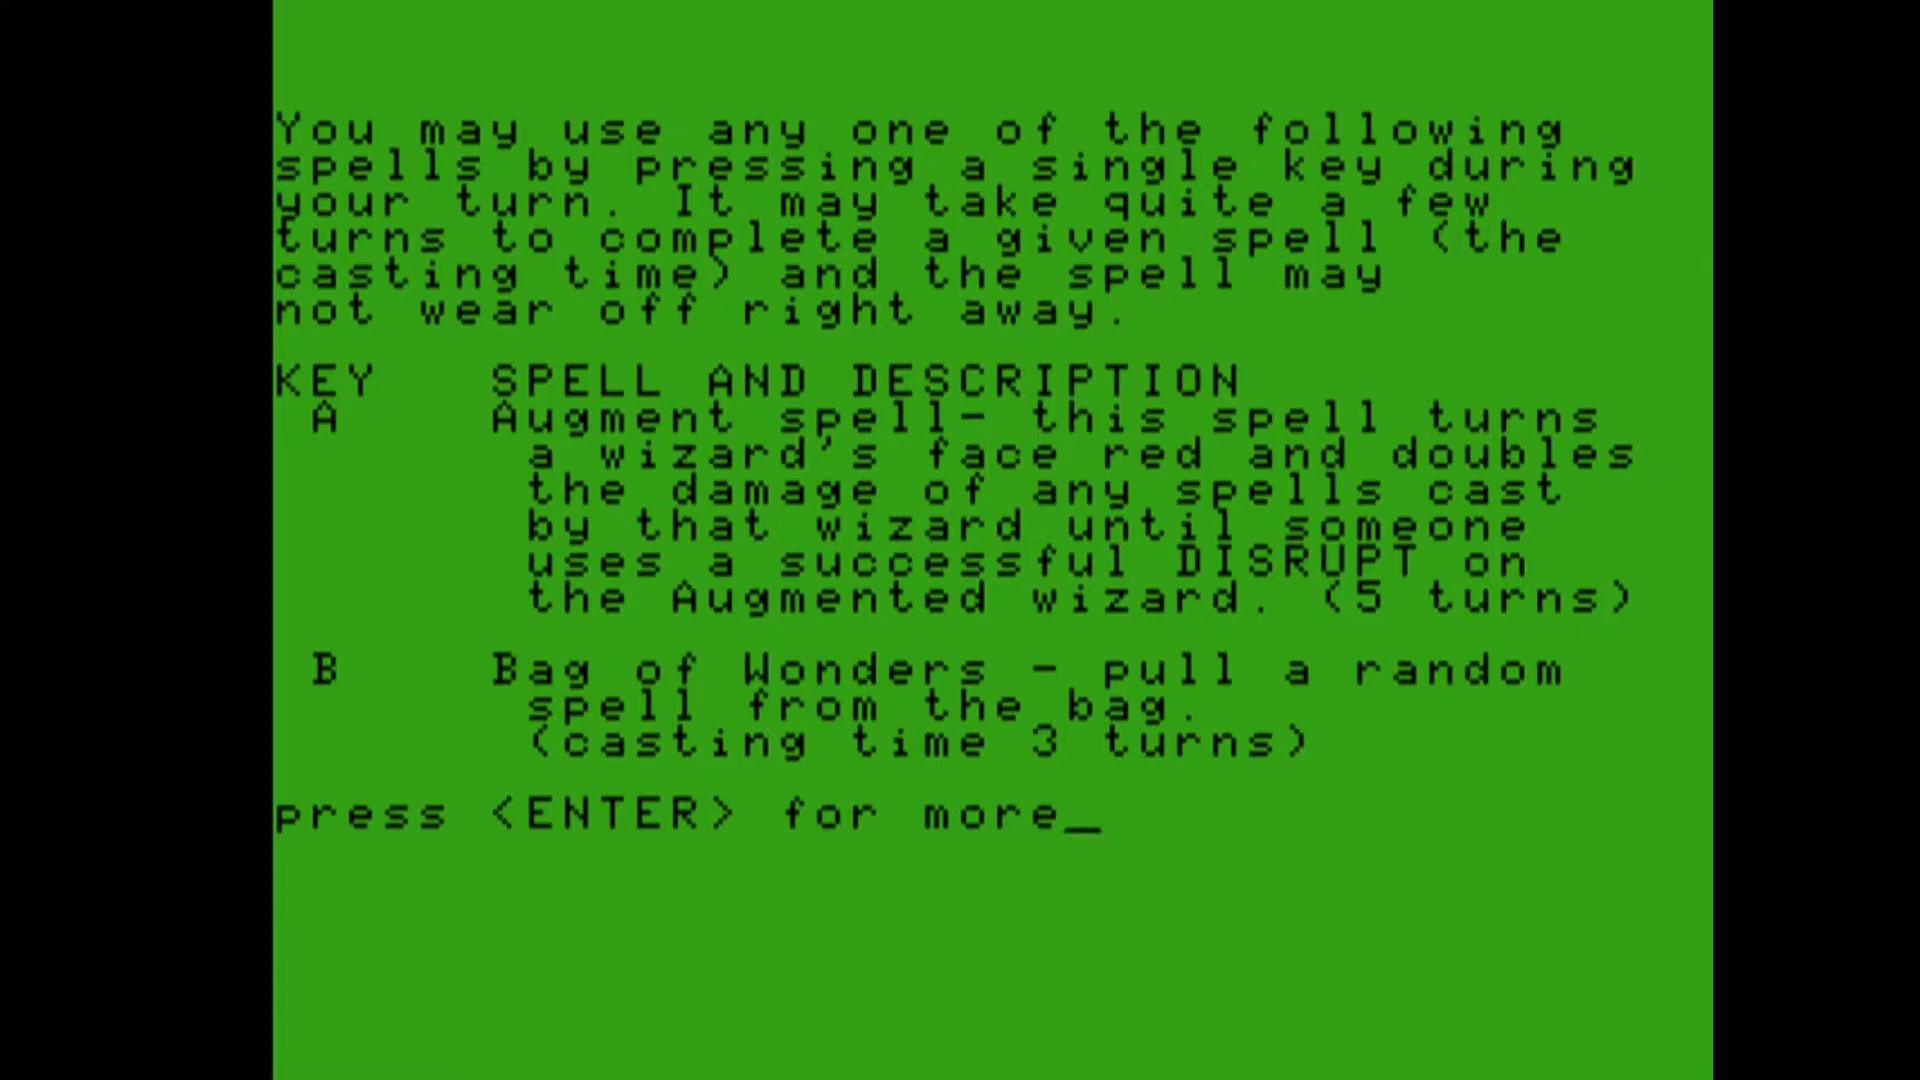 You may use any one of the following
spells by pressing a single key during
your turn. It may take quite a few
turns to complete a given spell (the
casting time) and the spell may
not wear off right away.
KEY SPELL AND DESCRIPTION
A Augment spell- this spell turns
a wizard's face red and doubles
the damage of any spells cast
by that wizard until someone
uses a successful DISRUPT on
the Augmented wizard. (5 turns)
B Bag of Wonders - pull a random
spell from the bag.
(casting time 3 turns)
press <ENTER> for more_